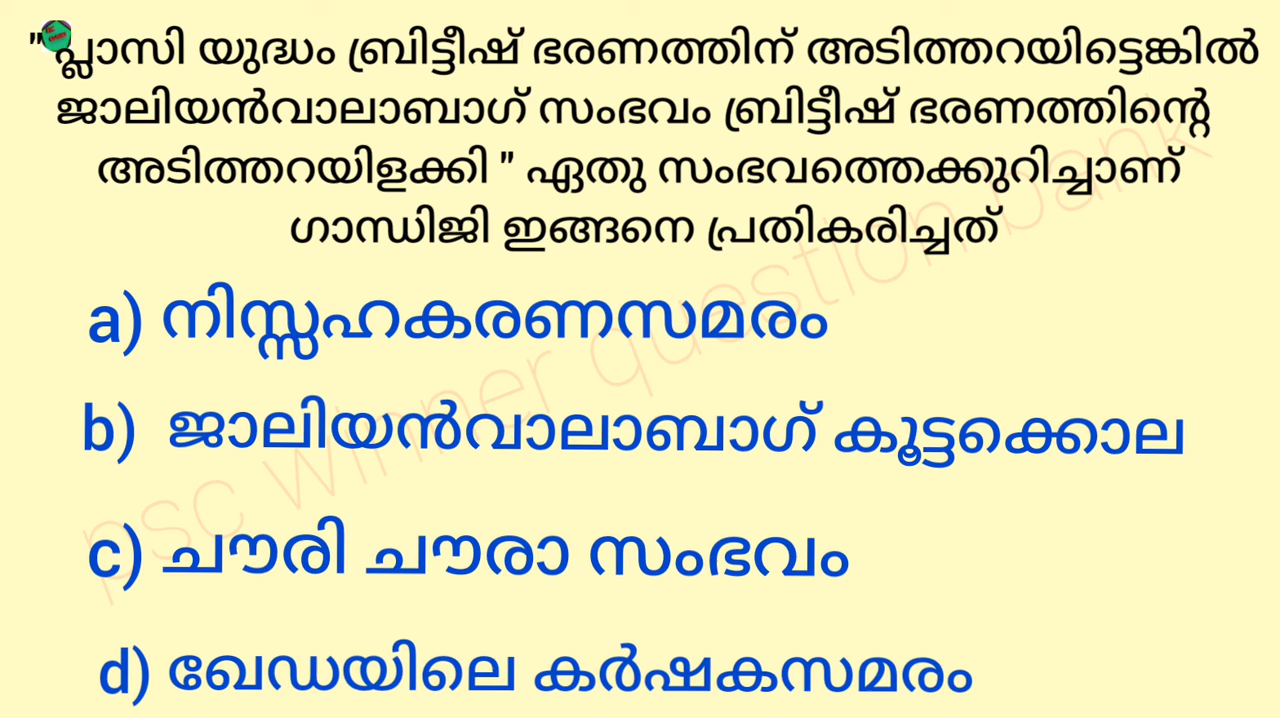 " പ്ലാസി യുദ്ധം ബ്രിട്ടീഷ് ഭരണത്തിന് അടിത്തറയിട്ടെങ്കിൽ
ജാലിയൻവാലാബാഗ് സംഭവം ബ്രിട്ടീഷ് ഭരണത്തിന്റെ
അടിത്തറയിളക്കി " ഏതു സംഭവത്തെക്കുറിച്ചാണ്
ഗാന്ധിജി ഇങ്ങനെ പ്രതികരിച്ചത്
a) നിസ്സഹകരണസമരം
b) ജാലിയൻവാലാബാഗ് കൂട്ടക്കൊല
c) ചൗരി ചൗരാ സംഭവം
d) ഖേഡയിലെ കർഷകസമരം
psc winner question bank